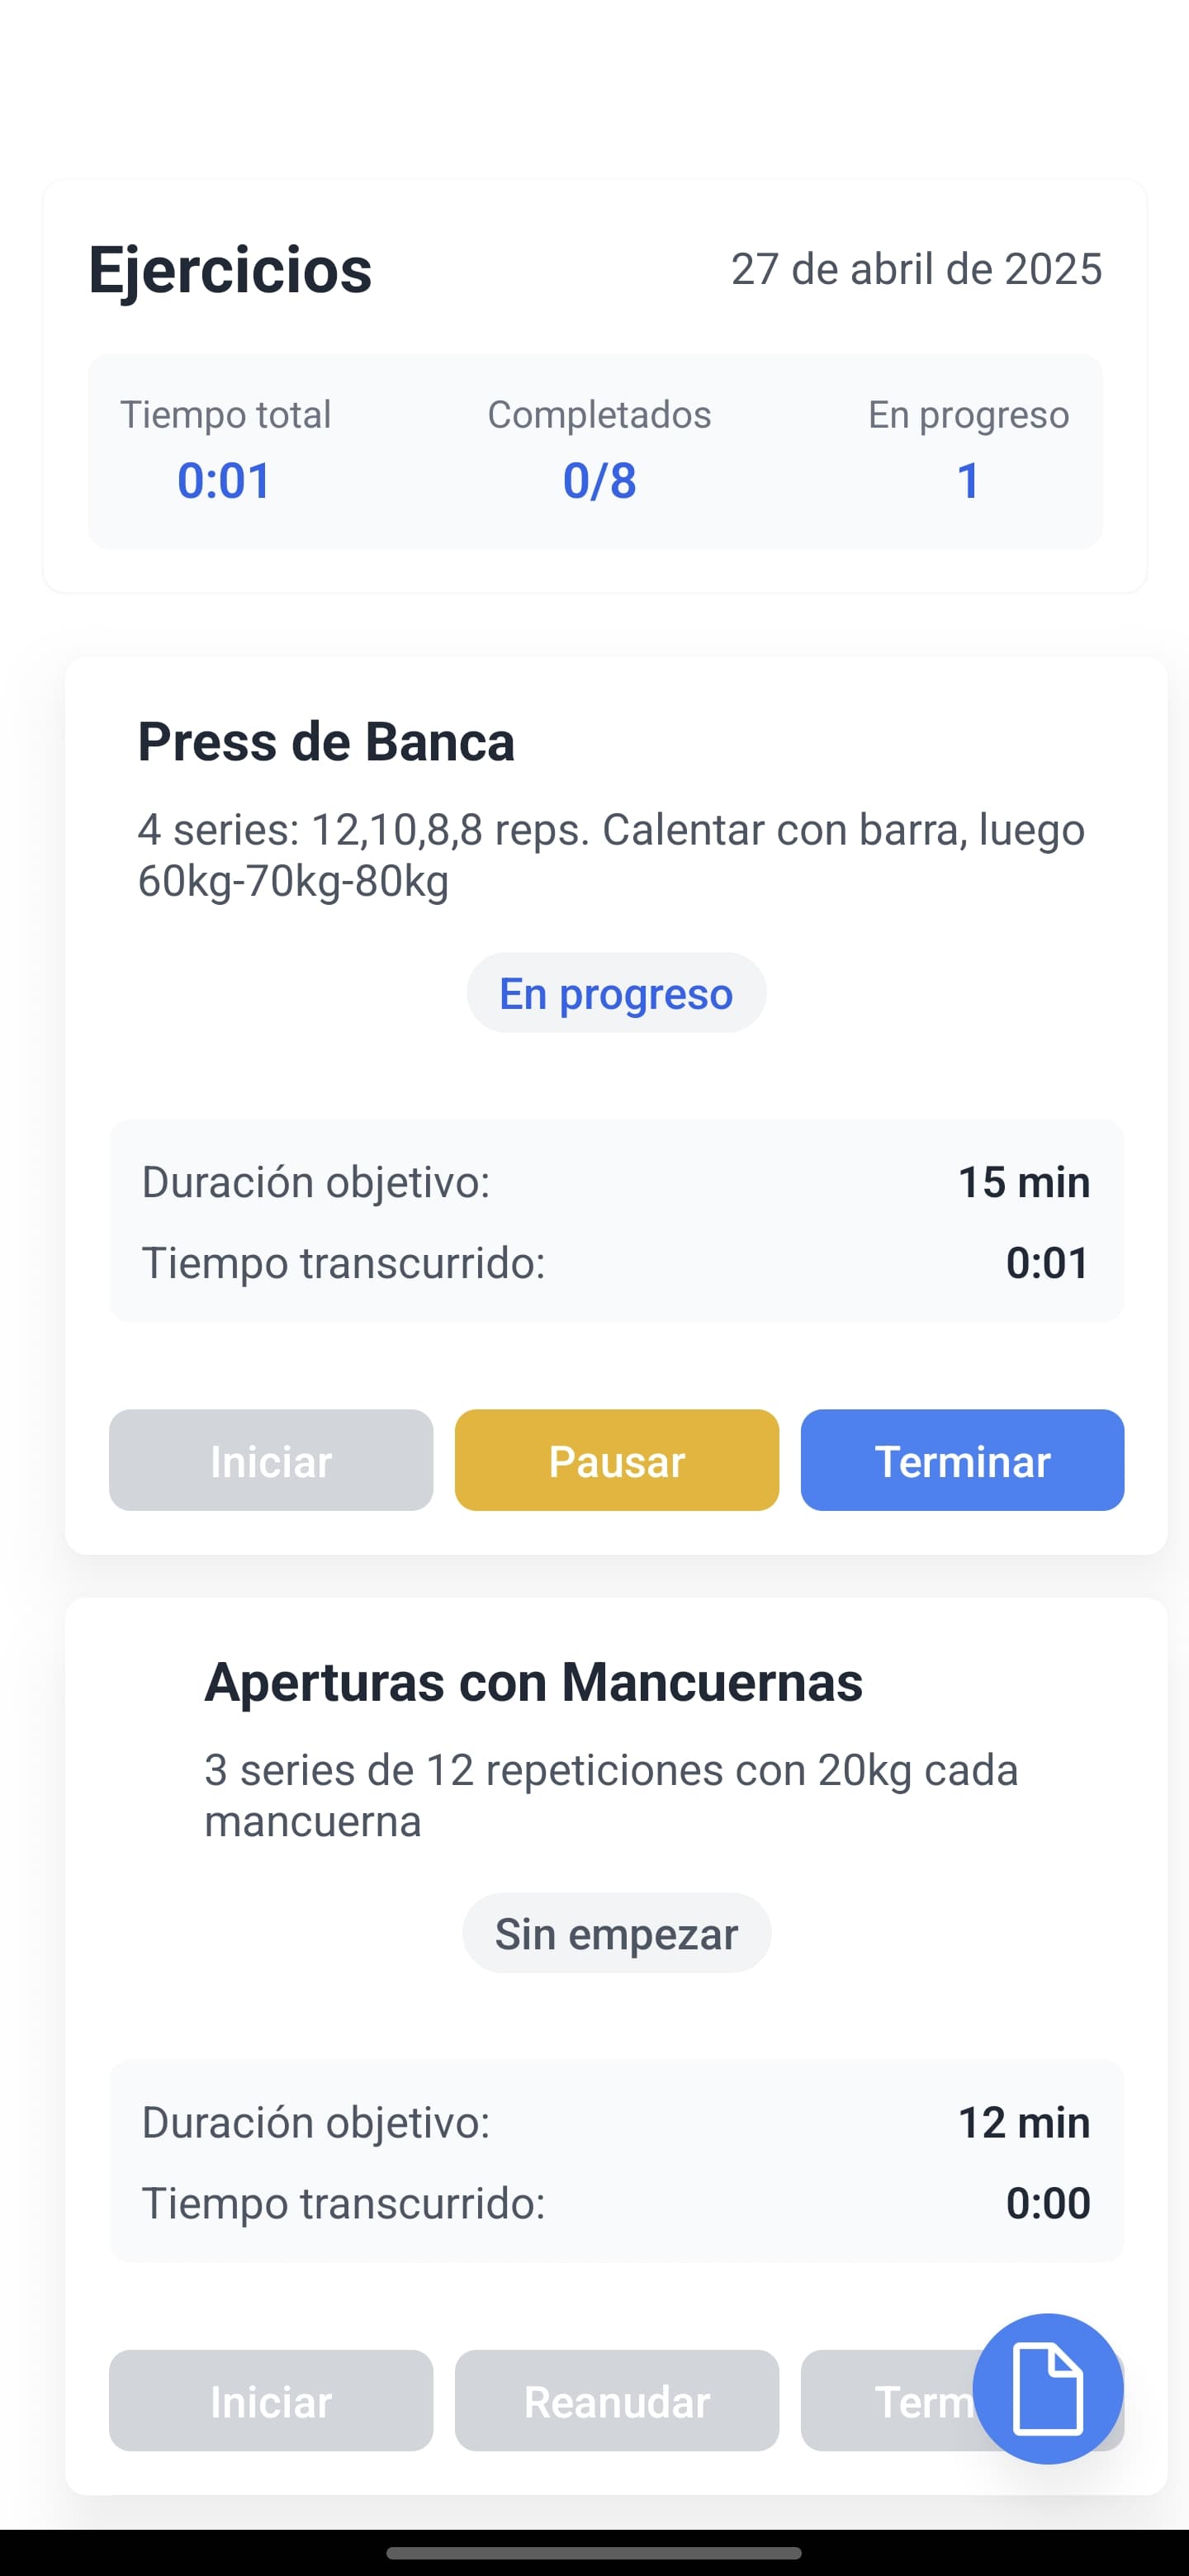 Ejercicios
27 de abril de 2025
Tiempo total
Completados
En progreso
0:01
0/8
1
Press de Banca
4 series: 12,10,8,8 reps. Calentar con barra, luego
60kg-70kg-80kg
En progreso
Duración objetivo:
15 min
Tiempo transcurrido:
0:01
Iniciar
Pausar
Terminar
Aperturas con Mancuernas
3 series de 12 repeticiones con 20kg cada
mancuerna
Sin empezar
Duración objetivo:
12 min
Tiempo transcurrido:
0:00
Iniciar
Reanudar
Term